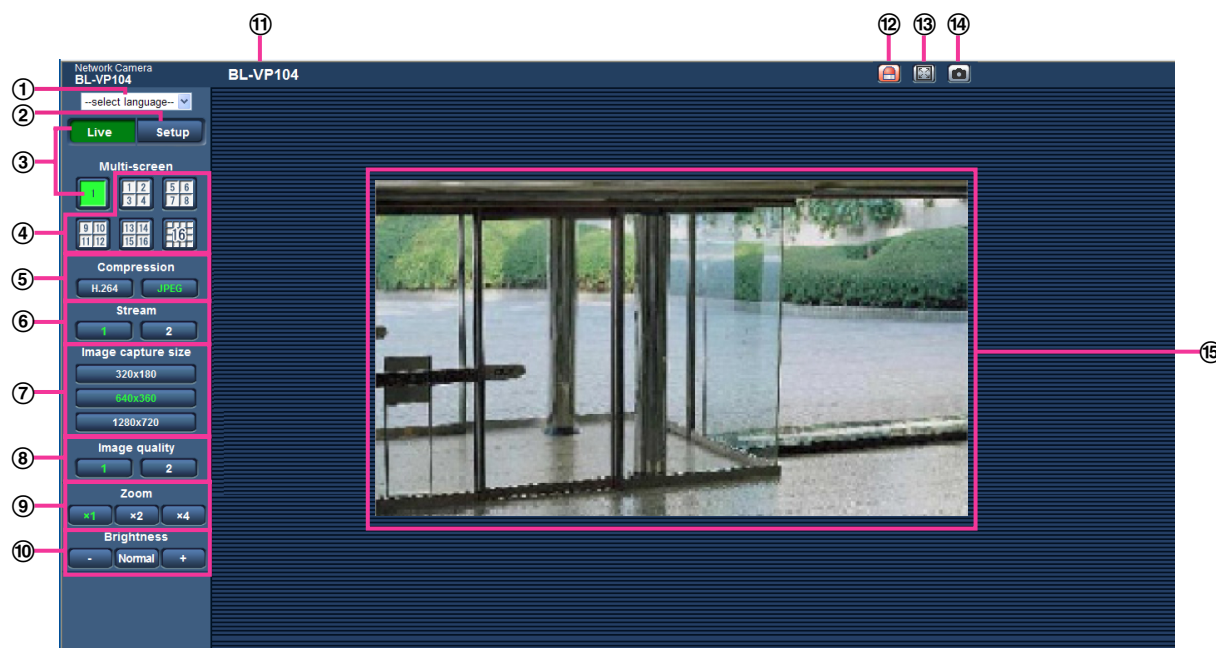 ⑪ ⑫ ⑬ ⑭
Network Camera
BL-VP104
BL-VP104
①
--select language--
②
Live Setup
③
Multi-screen
1 1 2 5 6
3 4 7 8
④
9 10 13 14 16
11 12 15 16
⑤
Compression
H.264 JPEG
⑥
Stream
1 2
⑦
Image capture size
320x180
640x360
1280x720
⑧
Image quality
1 2
⑨
Zoom
×1 ×2 ×4
⑩
Brightness
- Normal +
⑮